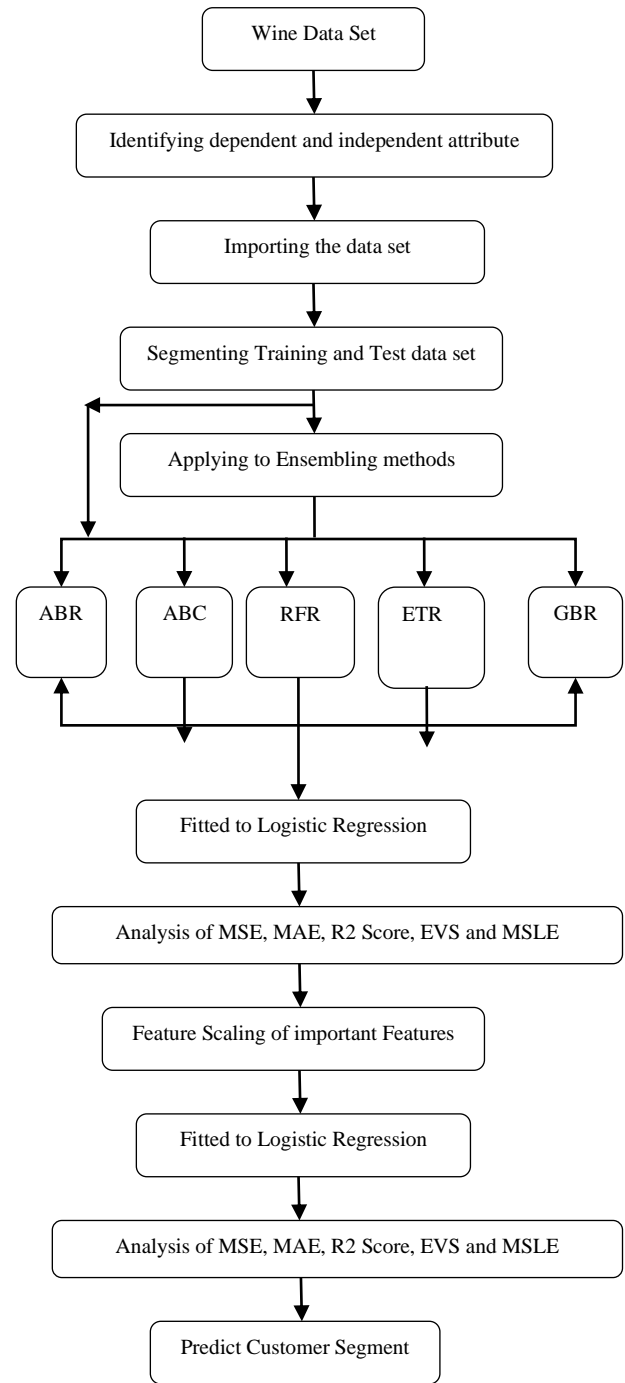 Wine Data Set
Identifying dependent and independent attribute
Importing the data set
Segmenting Training and Test data set
Applying to Ensembling methods
ABR
ABC
RFR
ETR
GBR
Fitted to Logistic Regression
Analysis of MSE, MAE, R2 Score, EVS and MSLE
Feature Scaling of important Features
Fitted to Logistic Regression
Analysis of MSE, MAE, R2 Score, EVS and MSLE
Predict Customer Segment